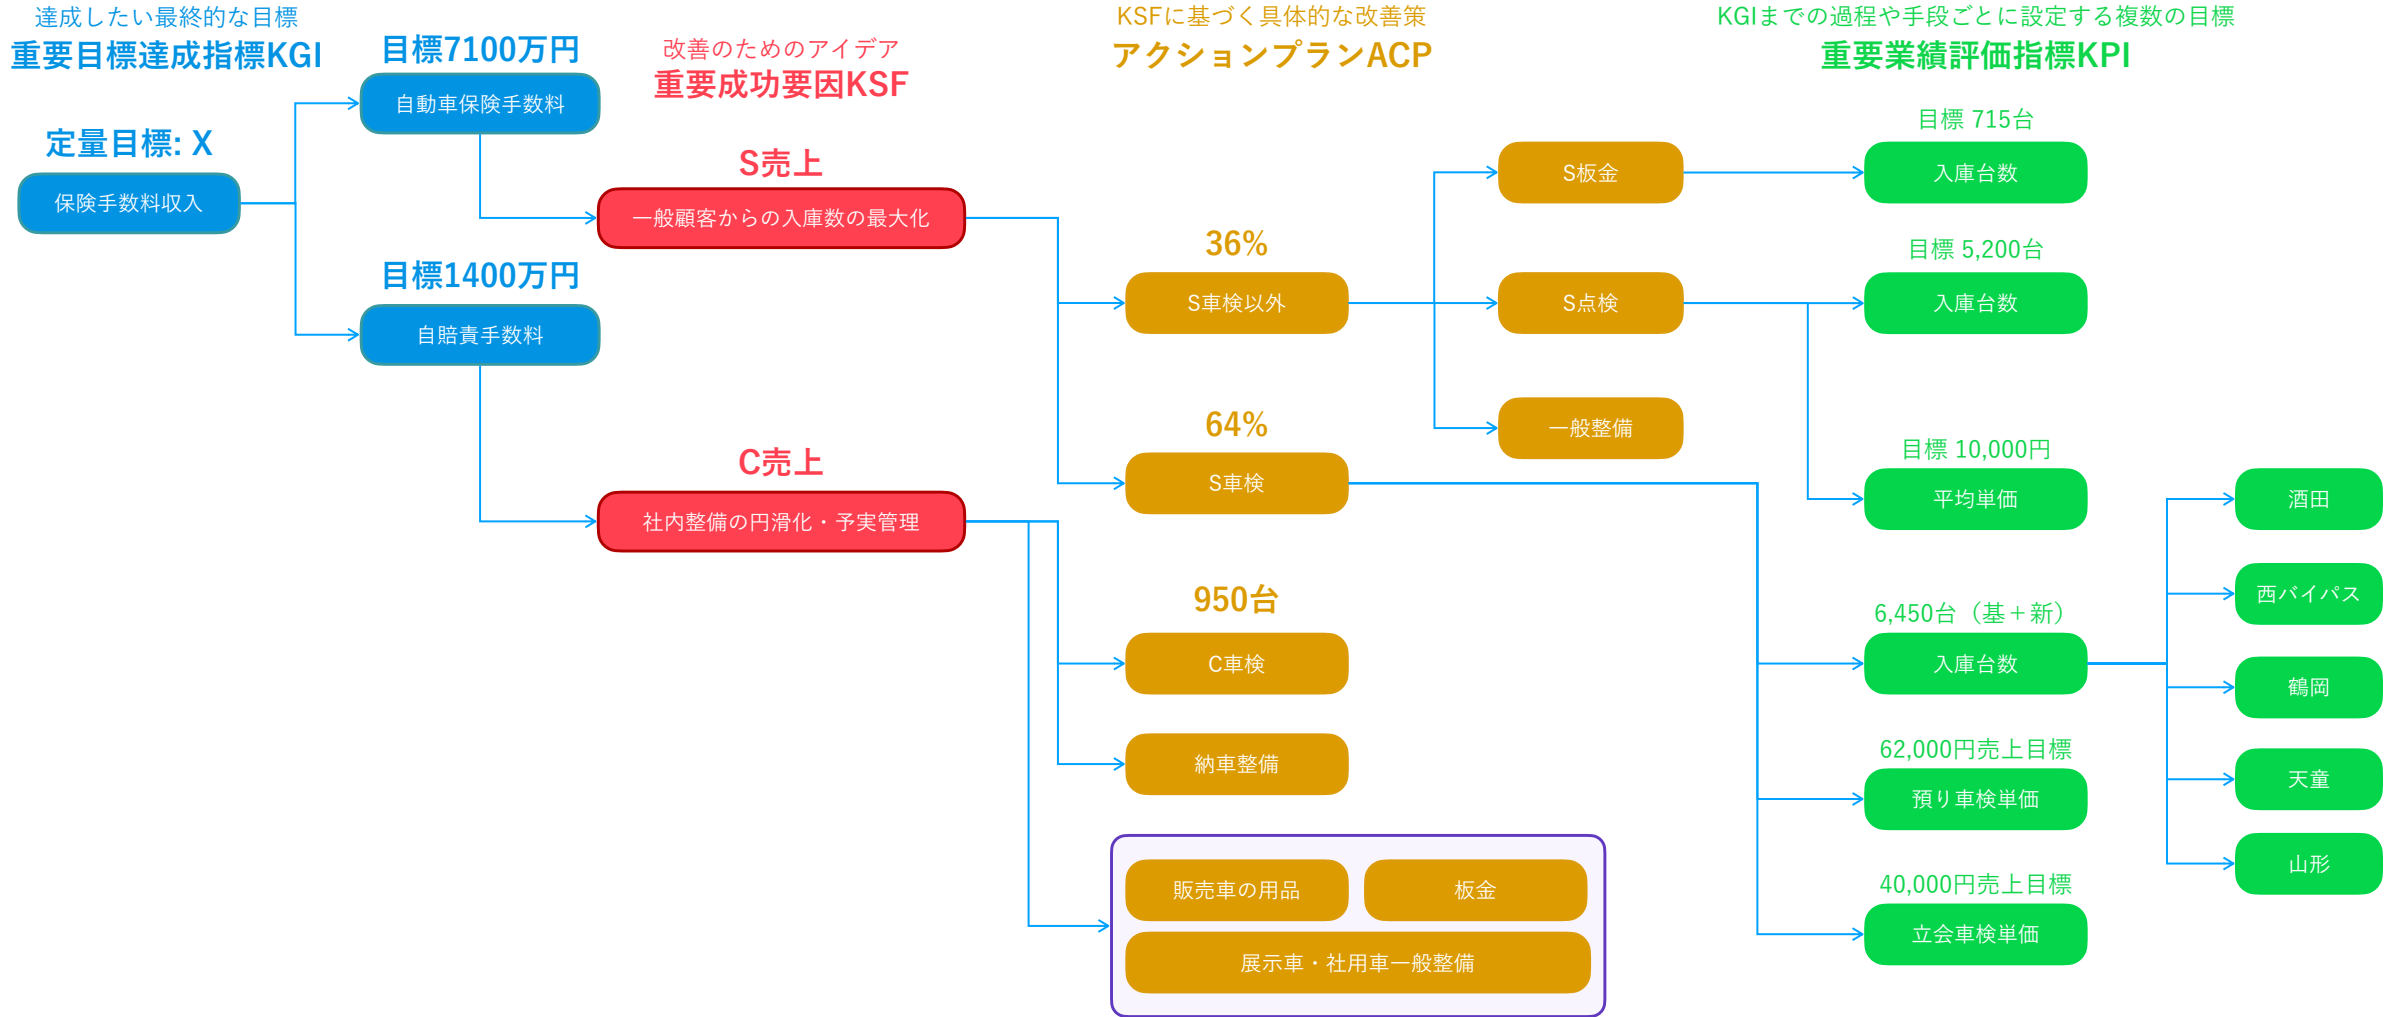 達成したい最終的な目標
重要目標達成指標KGI
定量目標: X
保険手数料収入
目標7100万円
自動車保険手数料
目標1400万円
自賠責手数料
改善のためのアイデア
重要成功要因KSF
S売上
一般顧客からの入庫数の最大化
C売上
社内整備の円滑化・予実管理
KSFに基づく具体的な改善策
アクションプランACP
36%
S車検以外
64%
S車検
950台
C車検
納車整備
販売車の用品
板金
展示車・社用車一般整備
S板金
S点検
一般整備
KGIまでの過程や手段ごとに設定する複数の目標
重要業績評価指標KPI
目標 715台
入庫台数
目標 5,200台
入庫台数
目標 10,000円
平均単価
6,450台（基＋新）
入庫台数
62,000円売上目標
預り車検単価
40,000円売上目標
立会車検単価
酒田
西バイパス
鶴岡
天童
山形